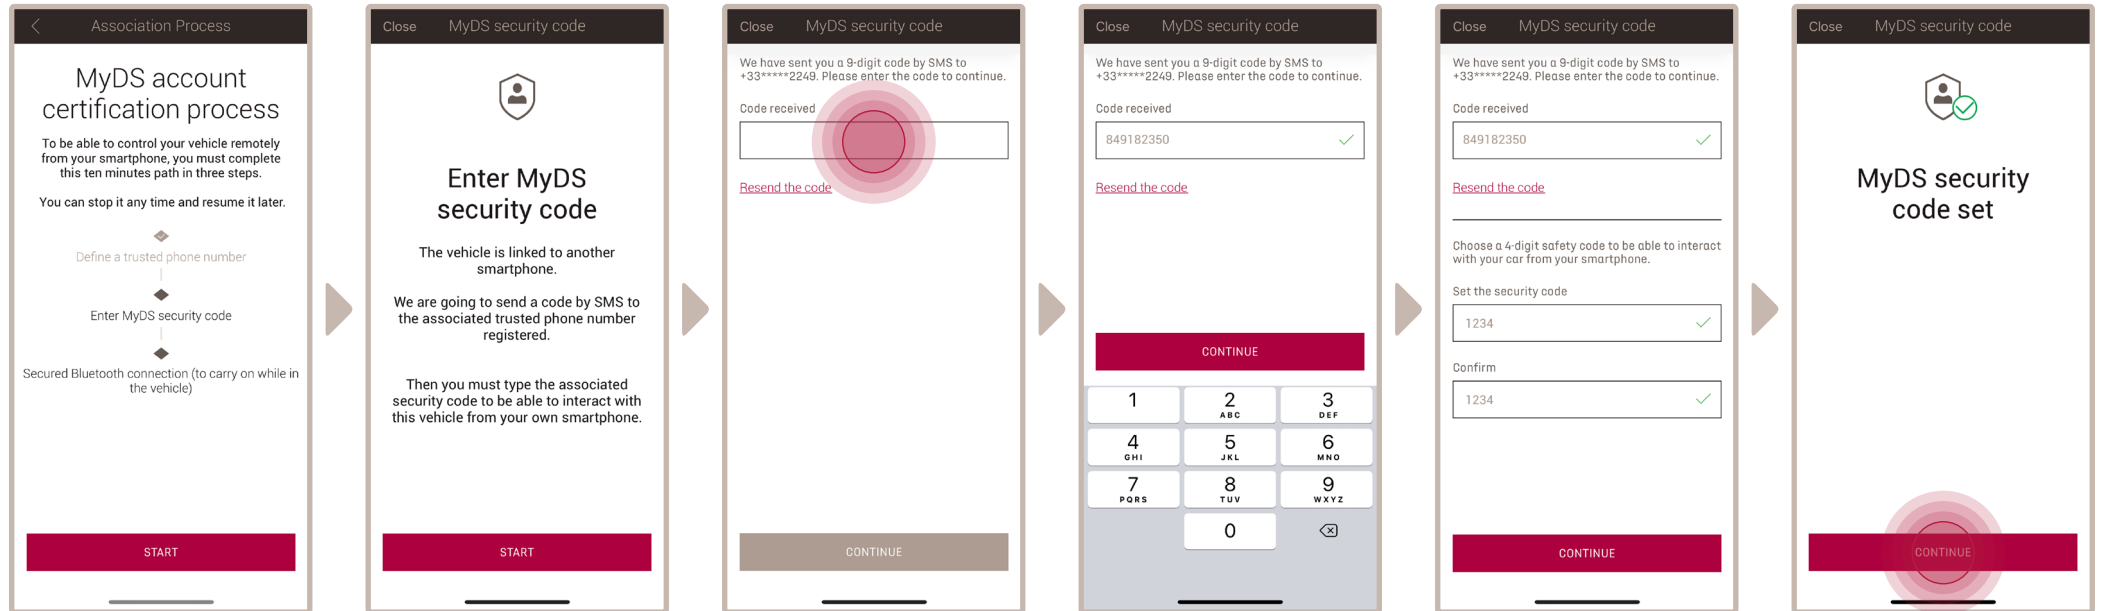 Association Process
MyDS account
certification process
To be able to control your vehicle remotely
from your smartphone, you must complete
this ten minutes path in three steps.
You can stop it any time and resume it later.
Define a trusted phone number
Enter MyDS security code
Secured Bluetooth connection (to carry on while in
the vehicle)
START
Close MyDS security code
Enter MyDS
security code
The vehicle is linked to another
smartphone.
We are going to send a code by SMS to
the associated trusted phone number
registered.
Then you must type the associated
security code to be able to interact with
this vehicle from your own smartphone.
START
Close MyDS security code
We have sent you a 9-digit code by SMS to
+33*****2249. Please enter the code to continue.
Code received
Resend the code
CONTINUE
Close MyDS security code
We have sent you a 9-digit code by SMS to
+33*****2249. Please enter the code to continue.
Code received
849182350
Resend the code
CONTINUE
1 2 3
ABC DEF
4 5 6
GHI JKL MNO
7 8 9
PQRS TUV WXYZ
0
Close MyDS security code
We have sent you a 9-digit code by SMS to
+33*****2249. Please enter the code to continue.
Code received
849182350
Resend the code
Choose a 4-digit safety code to be able to interact
with your car from your smartphone.
Set the security code
1234
Confirm
1234
CONTINUE
Close MyDS security code
MyDS security
code set
CONTINUE